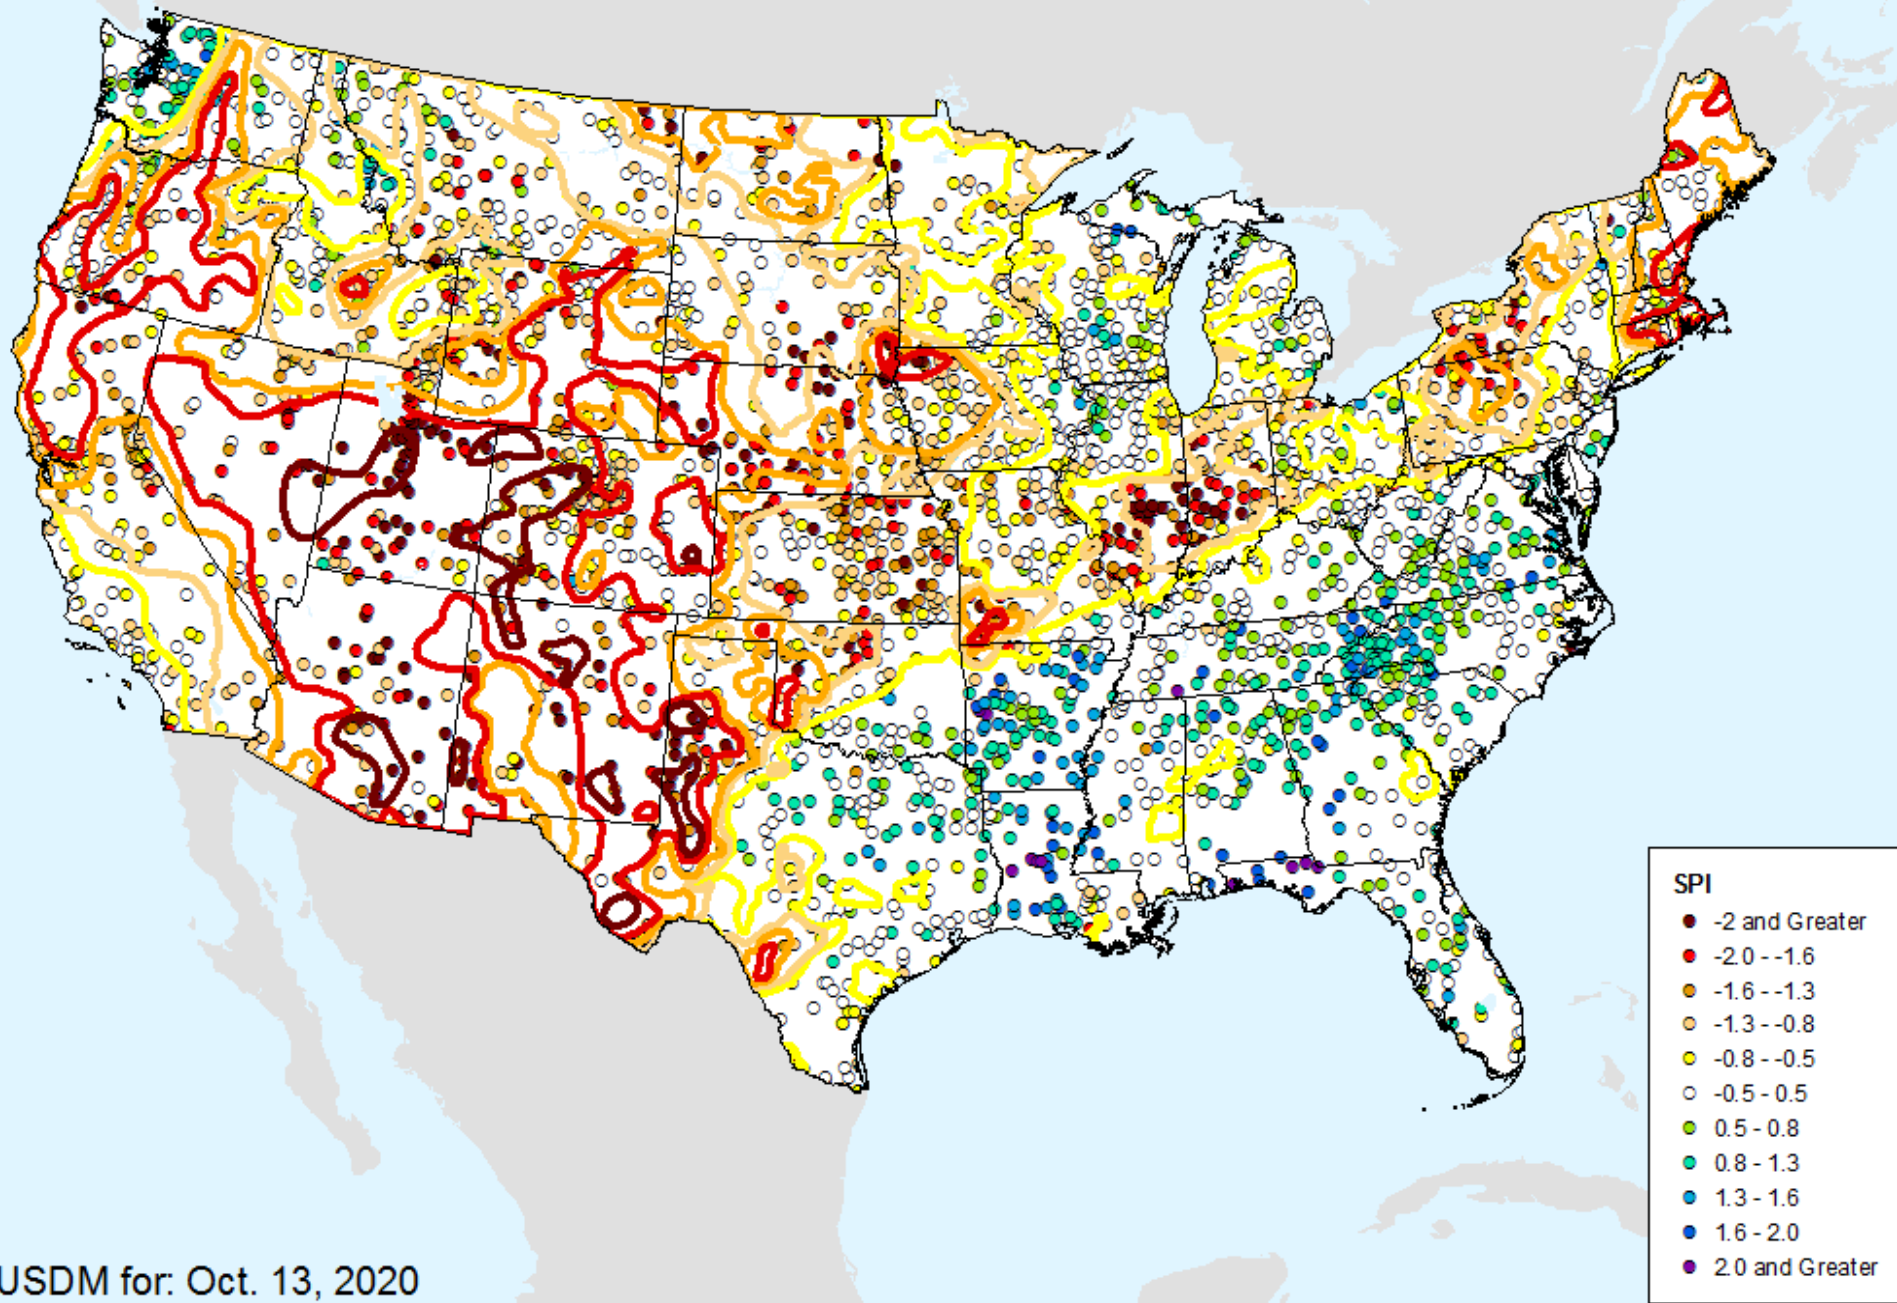 SPI
-2 and Greater
-2.0 - -1.6
-1.6 - -1.3
-1.3 - -0.8
-0.8 - -0.5
-0.5 - 0.5
0.5 - 0.8
0.8 - 1.3
1.3 - 1.6
1.6 - 2.0
2.0 and Greater
USDM for: Oct. 13, 2020